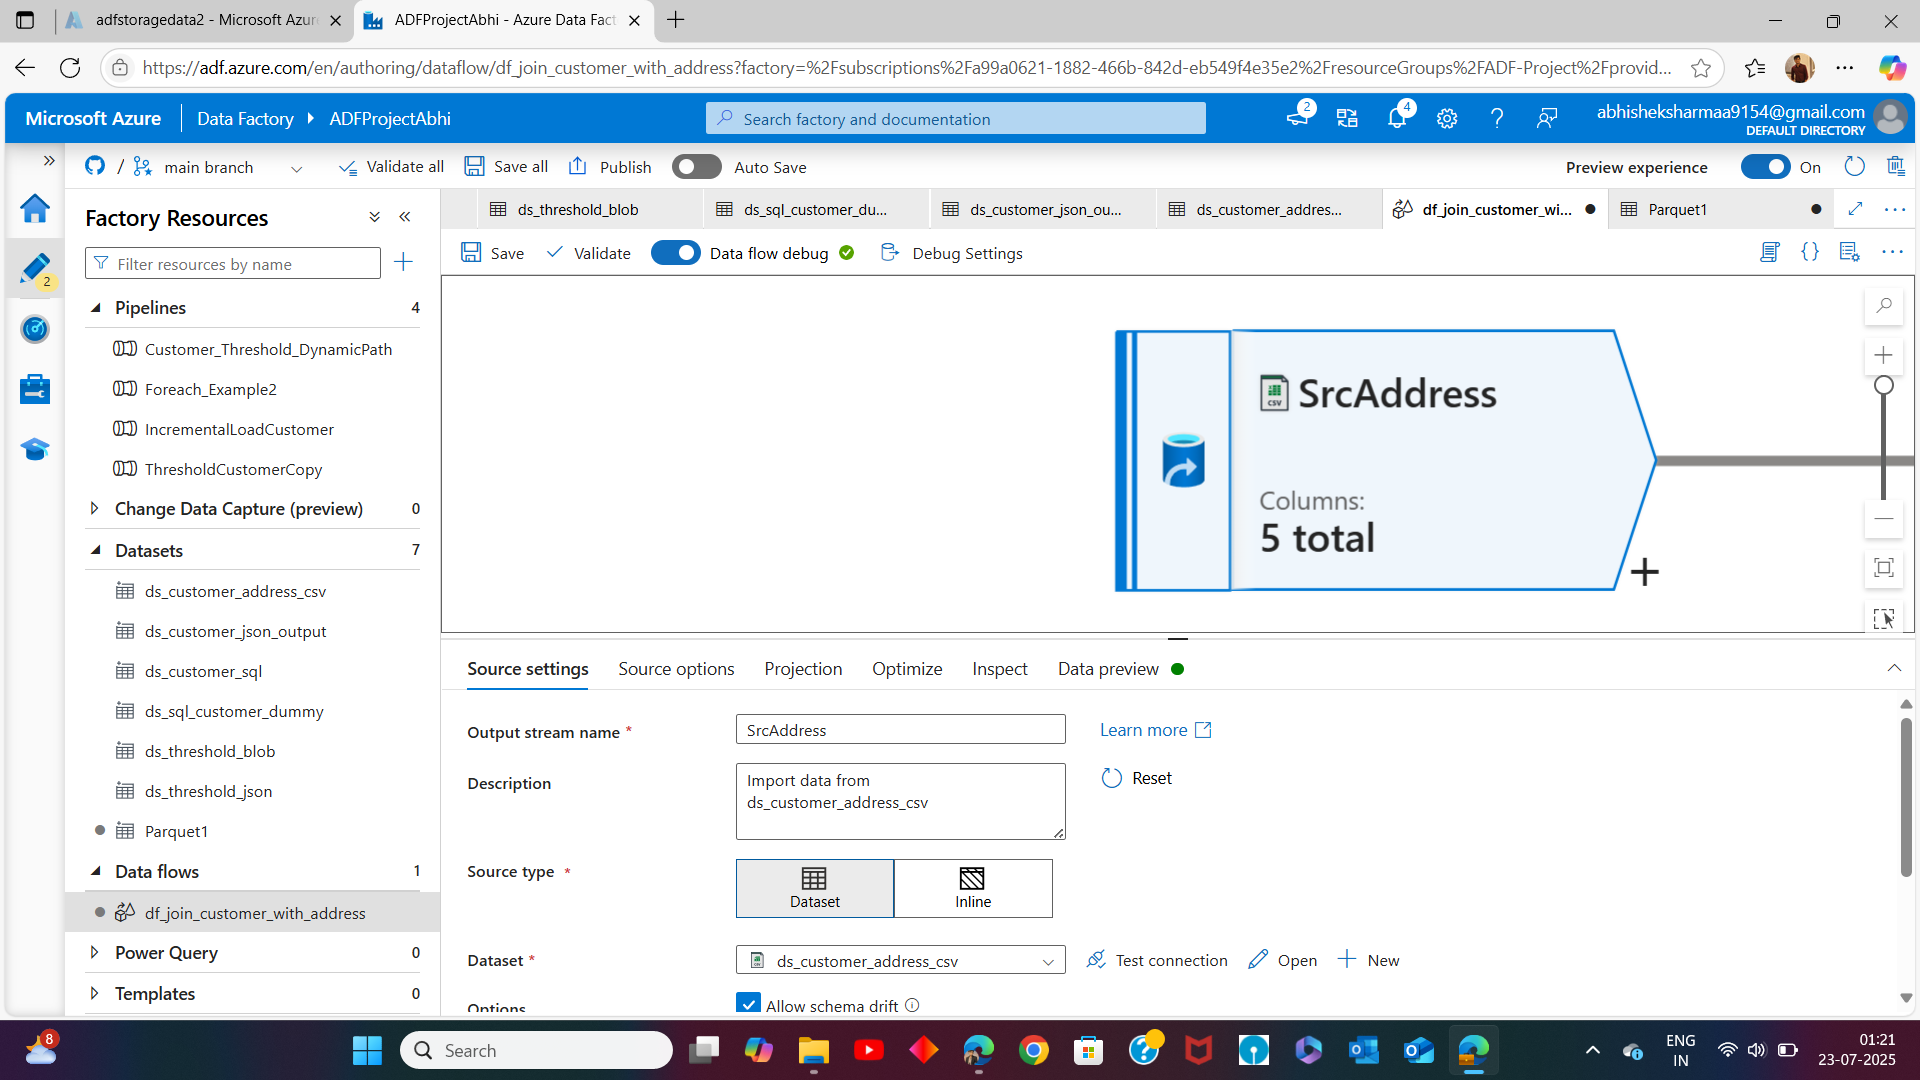 adfstoragedata2 - Microsoft Azur
ADFProjectAbhi - Azure Data Fact
https://adf.azure.com/en/authoring/dataflow/df_join_customer_with_address?factory=%2Fsubscriptions%2Fa99a0621-1882-466b-842d-eb549f4e35e2%2FresourceGroups%2FADF-Project%2Fprovid...
Microsoft Azure
Data Factory
ADFProjectAbhi
Search factory and documentation
2
4
abhisheksharmaa9154@gmail.com
DEFAULT DIRECTORY
/
main branch
Validate all
Save all
Publish
Auto Save
Preview experience
On
2
Factory Resources
Filter resources by name
Pipelines 4
Customer_Threshold_DynamicPath
Foreach_Example2
IncrementalLoadCustomer
ThresholdCustomerCopy
Change Data Capture (preview) 0
Datasets 7
ds_customer_address_csv
ds_customer_json_output
ds_customer_sql
ds_sql_customer_dummy
ds_threshold_blob
ds_threshold_json
Parquet1
Data flows 1
df_join_customer_with_address
Power Query 0
Templates 0
ds_threshold_blob
ds_sql_customer_du...
ds_customer_json_ou...
ds_customer_addres...
df_join_customer_wi...
Parquet1
Save
Validate
Data flow debug
Debug Settings
CSV
SrcAddress
Columns:
5 total
Source settings
Source options
Projection
Optimize
Inspect
Data preview
Output stream name *
SrcAddress
Learn more
Description
Import data from
ds_customer_address_csv
Reset
Source type *
Dataset
Inline
Dataset *
ds_customer_address_csv
Test connection
Open
New
Options
Allow schema drift
8
Search
ENG
IN
01:21
23-07-2025